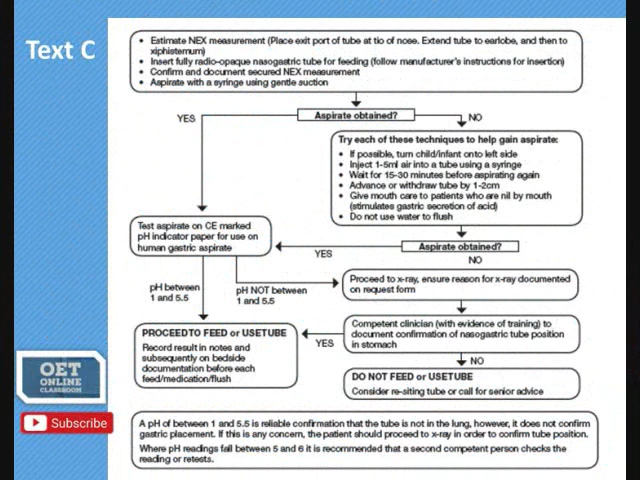 Text C
• Estimate NEX measurement (Place exit port of tube at tio of nose. Extend tube to earlobe, and then to
xiphisternum)
• Insert fully radio-opaque nasogastric tube for feeding (follow manufacturer's instructions for insertion)
• Confirm and document secured NEX measurement
• Aspirate with a syringe using gentle suction
YES
Aspirate obtained?
NO
Try each of these techniques to help gain aspirate:
• If possible, turn child/infant onto left side
• Inject 1-5ml air into a tube using a syringe
• Wait for 15-30 minutes before aspirating again
• Advance or withdraw tube by 1-2cm
• Give mouth care to patients who are nil by mouth
(stimulates gastric secretion of acid)
• Do not use water to flush
Test aspirate on CE marked
pH indicator paper for use on
human gastric aspirate
YES
Aspirate obtained?
NO
pH between
1 and 5.5
pH NOT between
1 and 5.5
Proceed to x-ray, ensure reason for x-ray documented
on request form
PROCEEDTO FEED or USETUBE
Record result in notes and
subsequently on bedside
documentation before each
feed/medication/flush
YES
Competent clinician (with evidence of training) to
document confirmation of nasogastric tube position
in stomach
NO
DO NOT FEED or USETUBE
Consider re-siting tube or call for senior advice
OET
ONLINE
CLASSROOM
Subscribe
A pH of between 1 and 5.5 is reliable confirmation that the tube is not in the lung, however, it does not confirm
gastric placement. If this is any concern, the patient should proceed to x-ray in order to confirm tube position.
Where pH readings fall between 5 and 6 it is recommended that a second competent person checks the
reading or retests.